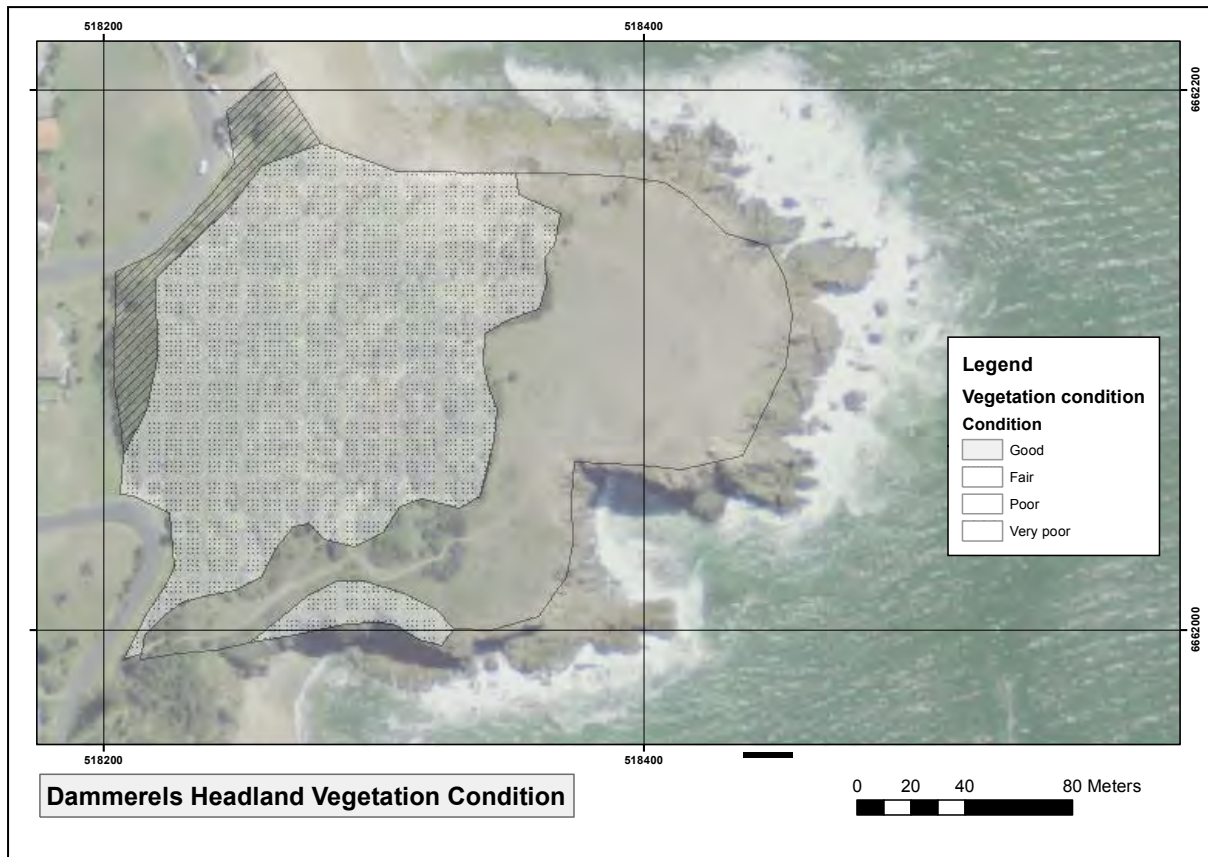 518200 518400
6662200
Legend
Vegetation condition
Condition
Good
Fair
Poor
Very poor
6662000
518200 518400
Dammerels Headland Vegetation Condition
0 20 40 80 Meters